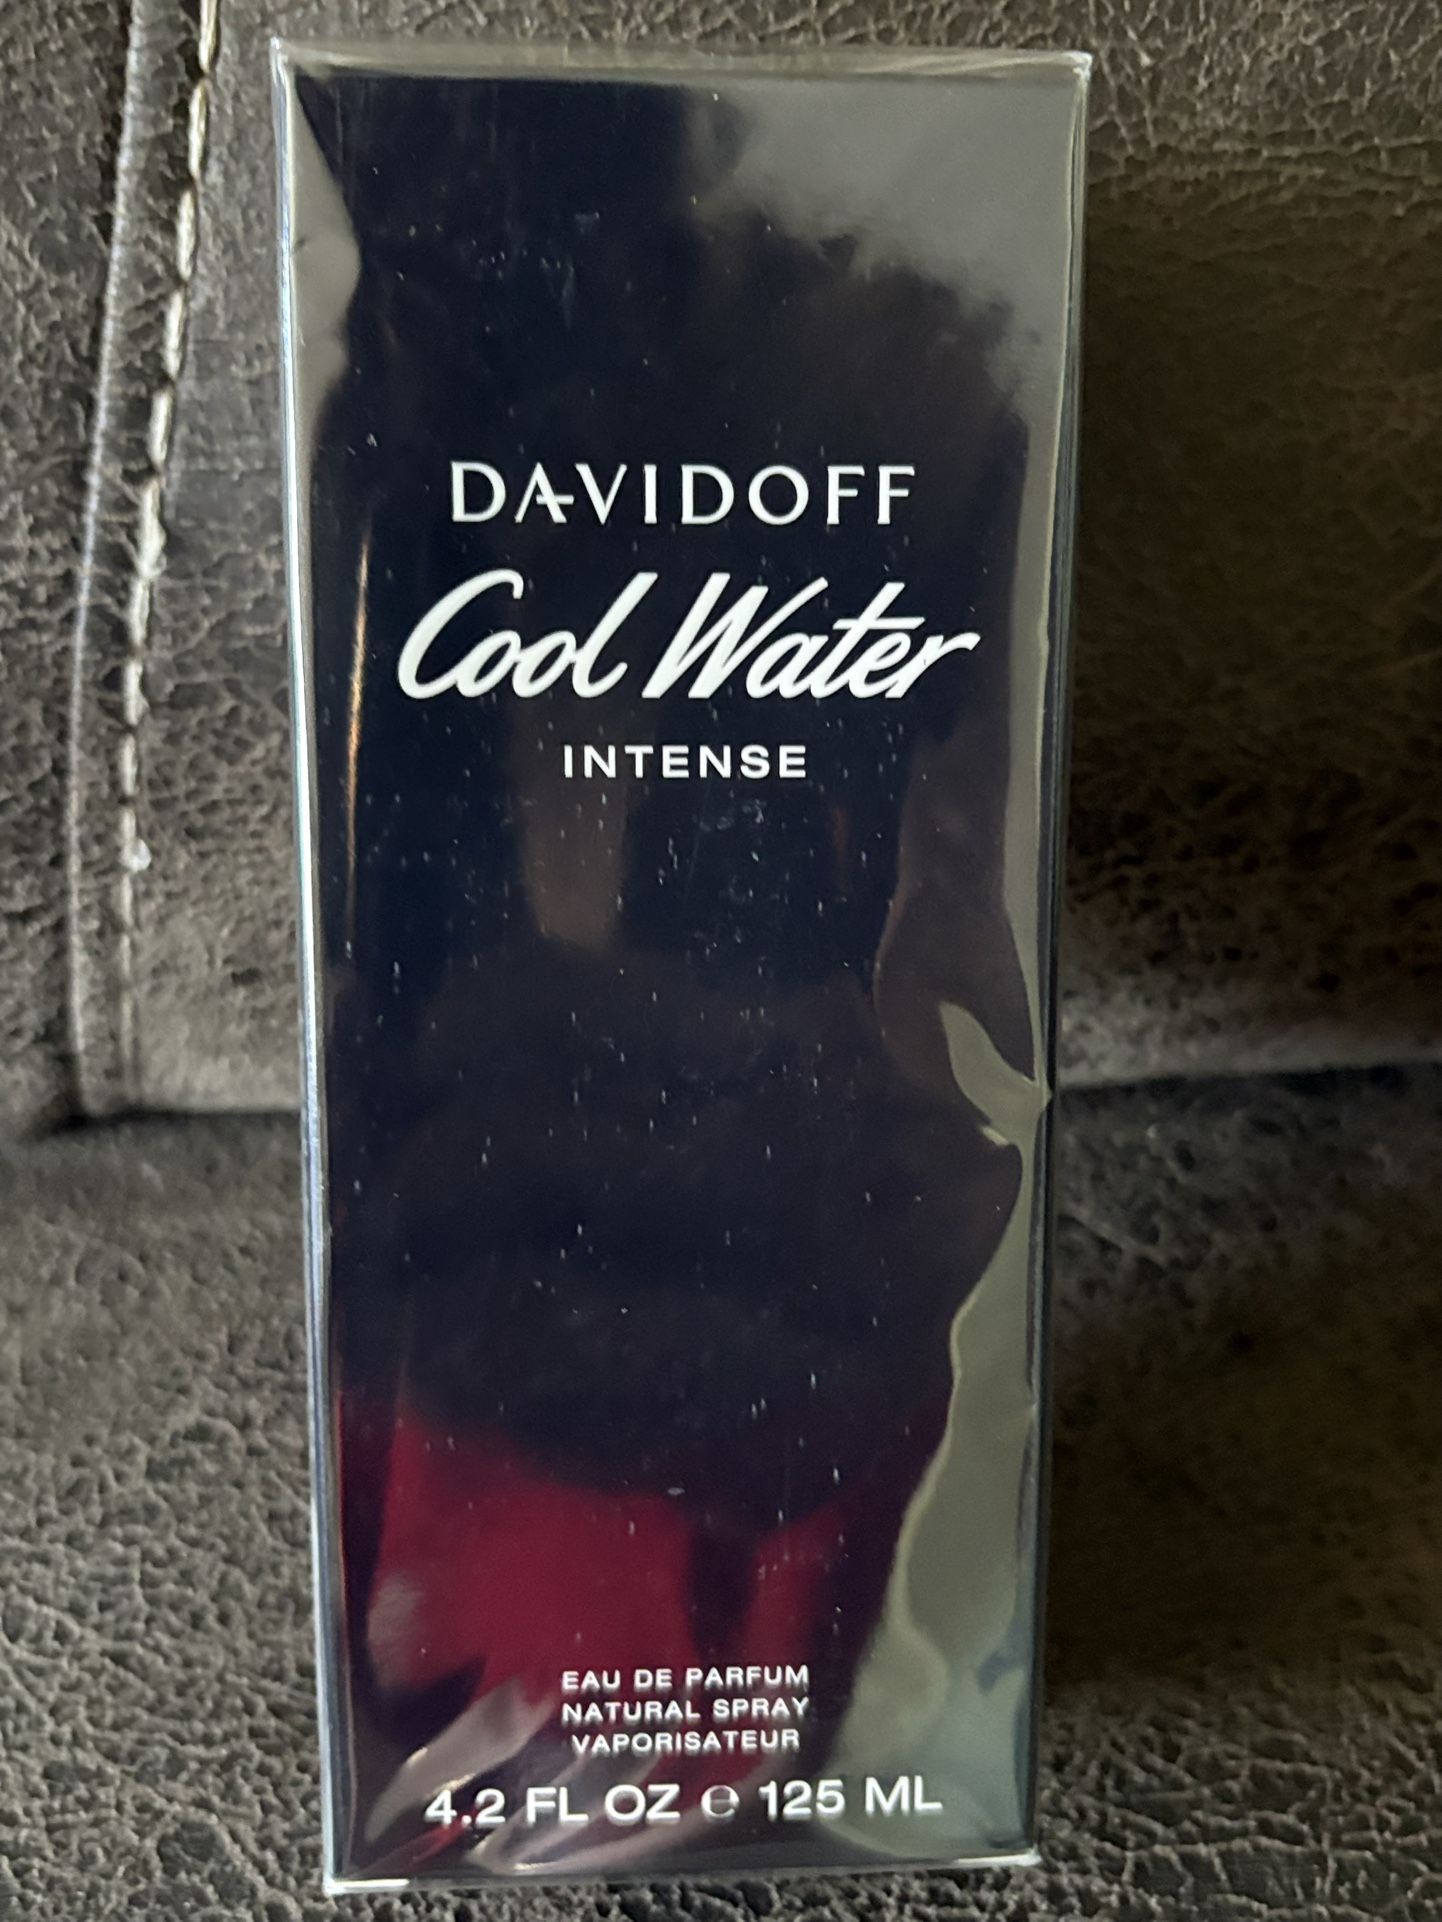 DAVIDOFF
Cool Water
INTENSE
EAU DE PARFUM
NATURAL SPRAY
VAPORISATEUR
4.2 FL OZ ℮ 125 ML